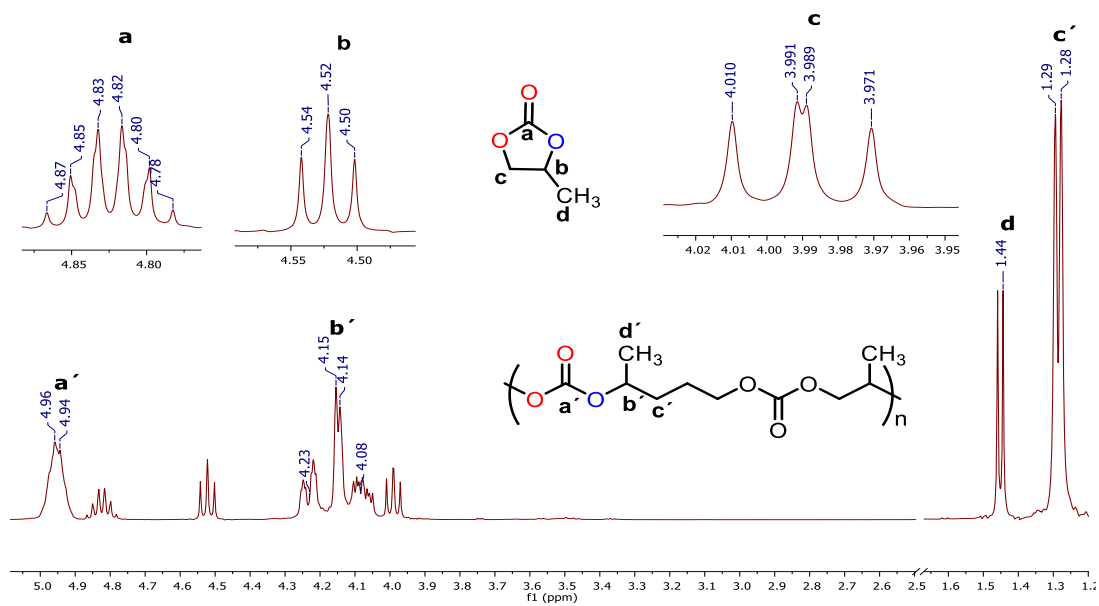 a
4.87
4.85
4.83
4.82
4.80
4.78
4.85
4.80
b
4.54
4.52
4.50
4.55
4.50
O
O
O
a
b
c
d
CH3
c
4.010
3.991
3.989
3.971
4.02
4.01
4.00
3.99
3.98
3.97
3.96
3.95
d
1.44
c´
1.29
1.28
a´
4.96
4.94
b´
4.15
4.14
4.23
4.08
d´
CH3
CH3
O
O
O
O
O
O
a´
b´
c´
n
5.0
4.9
4.8
4.7
4.6
4.5
4.4
4.3
4.2
4.1
4.0
3.9
3.8
3.7
3.6
3.5
3.4
3.3
3.2
3.1
3.0
2.9
2.8
2.7
2.6
2.5
1.6
1.5
1.4
1.3
1.2
f1 (ppm)